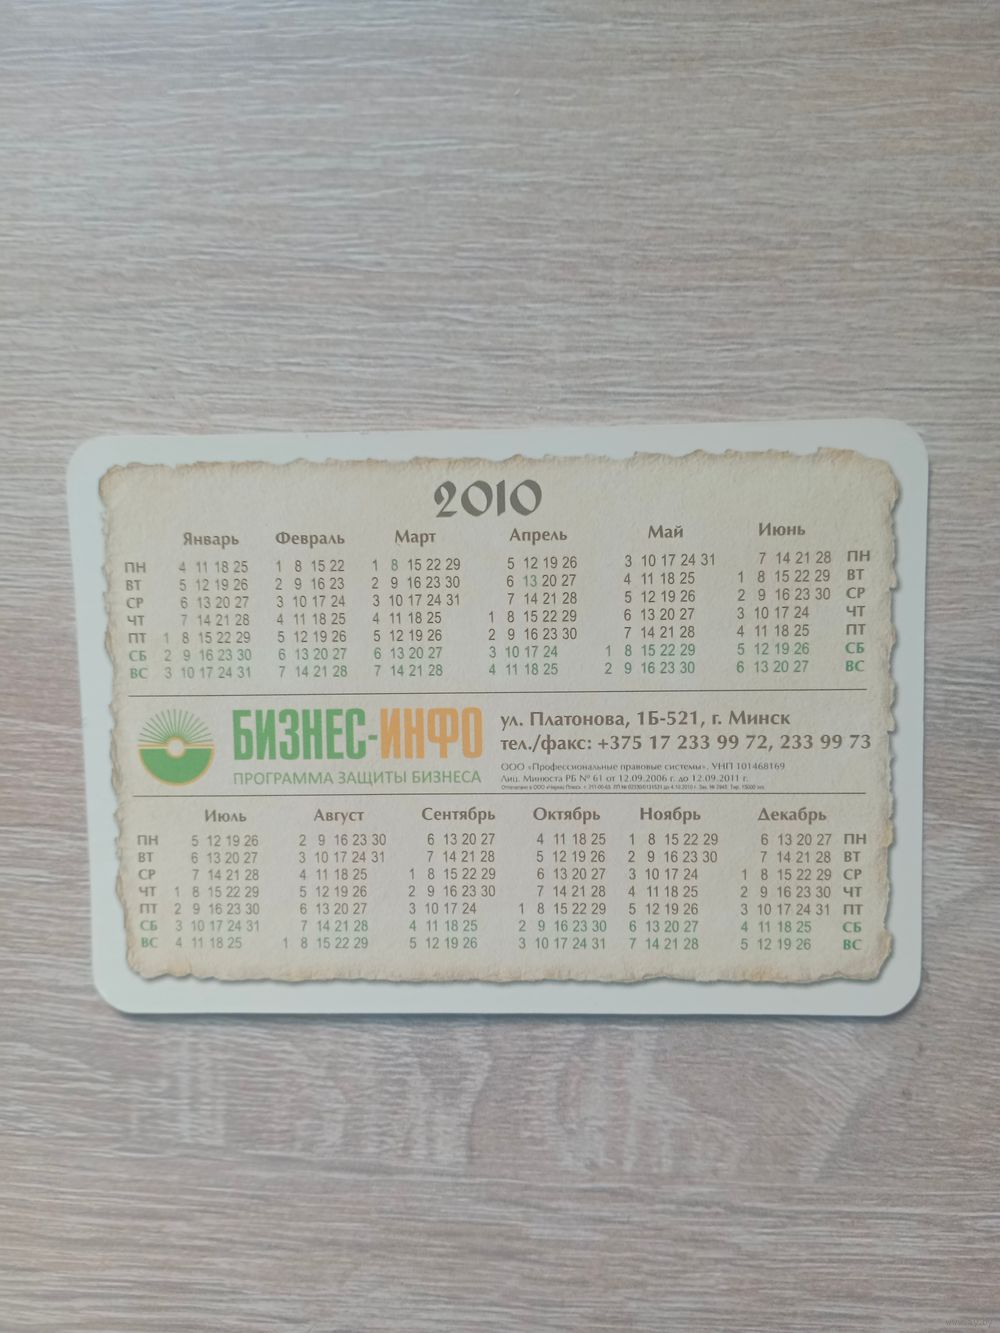 2010
Январь Февраль Март Апрель Май Июнь
ПН 4 11 18 25 1 8 15 22 1 8 15 22 29 5 12 19 26 3 10 17 24 31 7 14 21 28 ПН
ВТ 5 12 19 26 2 9 16 23 2 9 16 23 30 6 13 20 27 4 11 18 25 1 8 15 22 29 ВТ
СР 6 13 20 27 3 10 17 24 3 10 17 24 31 7 14 21 28 5 12 19 26 2 9 16 23 30 СР
ЧТ 7 14 21 28 4 11 18 25 4 11 18 25 1 8 15 22 29 6 13 20 27 3 10 17 24 ЧТ
ПТ 1 8 15 22 29 5 12 19 26 5 12 19 26 2 9 16 23 30 7 14 21 28 4 11 18 25 ПТ
СБ 2 9 16 23 30 6 13 20 27 6 13 20 27 3 10 17 24 1 8 15 22 29 5 12 19 26 СБ
ВС 3 10 17 24 31 7 14 21 28 7 14 21 28 4 11 18 25 2 9 16 23 30 6 13 20 27 ВС
БИЗНЕС-ИНФО
ПРОГРАММА ЗАЩИТЫ БИЗНЕСА
ул. Платонова, 1Б-521, г. Минск
тел./факс: +375 17 233 99 72, 233 99 73
ООО «Профессиональные правовые системы», УНП 101468169
Лиц. Минюста РБ № 61 от 12.09.2006 г. до 12.09.2011 г.
Июль Август Сентябрь Октябрь Ноябрь Декабрь
ПН 5 12 19 26 2 9 16 23 30 6 13 20 27 4 11 18 25 1 8 15 22 29 6 13 20 27 ПН
ВТ 6 13 20 27 3 10 17 24 31 7 14 21 28 5 12 19 26 2 9 16 23 30 7 14 21 28 ВТ
СР 7 14 21 28 4 11 18 25 1 8 15 22 29 6 13 20 27 3 10 17 24 1 8 15 22 29 СР
ЧТ 1 8 15 22 29 5 12 19 26 2 9 16 23 30 7 14 21 28 4 11 18 25 2 9 16 23 30 ЧТ
ПТ 2 9 16 23 30 6 13 20 27 3 10 17 24 1 8 15 22 29 5 12 19 26 3 10 17 24 31 ПТ
СБ 3 10 17 24 31 7 14 21 28 4 11 18 25 2 9 16 23 30 6 13 20 27 4 11 18 25 СБ
ВС 4 11 18 25 1 8 15 22 29 5 12 19 26 3 10 17 24 31 7 14 21 28 5 12 19 26 ВС